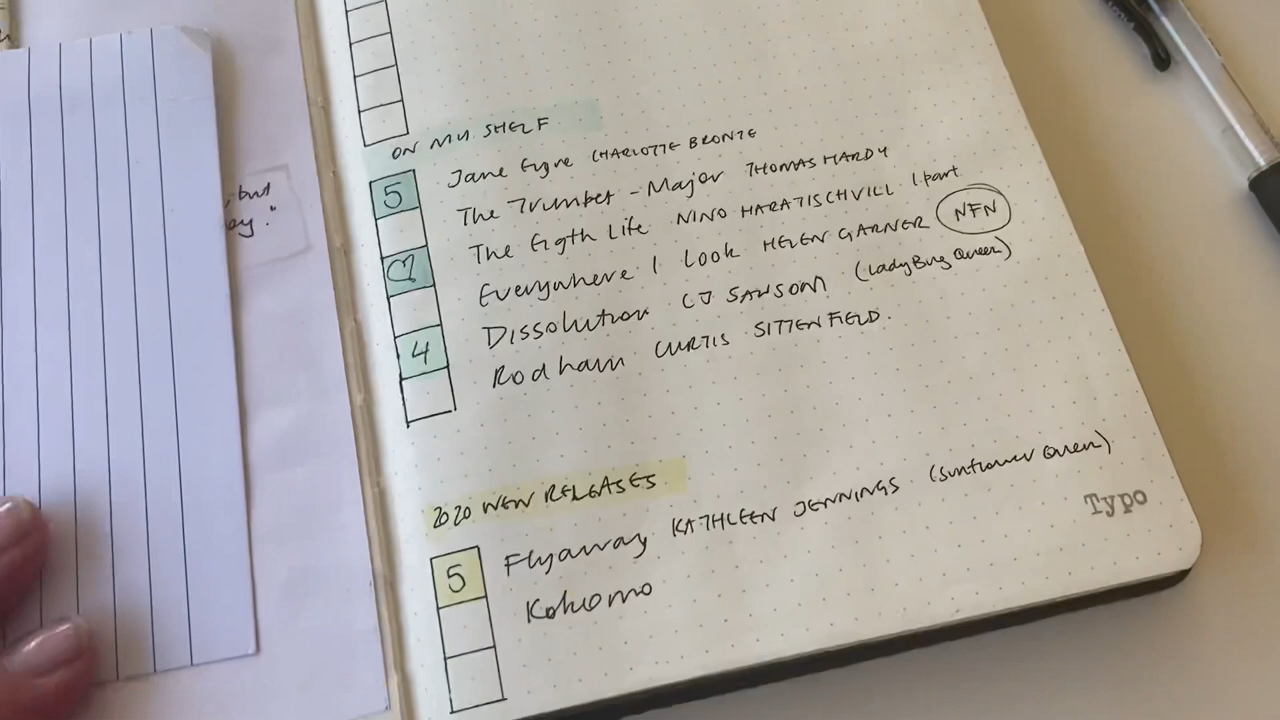 , but
ey."
ON MY SHELF
5 Jane Eyre CHARLOTTE BRONTE
The Trumpet-Major THOMAS HARDY
The Eigth Life NINO HARATISCHVILI 1 part
Everywhere I Look HELEN GARNER NFN
4 Dissolution CJ SANSOM (LadyBug Queen)
Rodham CURTIS SITTENFIELD.
2020 NEW RELEASES
5 Flyaway KATHLEEN JENNINGS (Sunflower Queen)
Kokomo
Typo